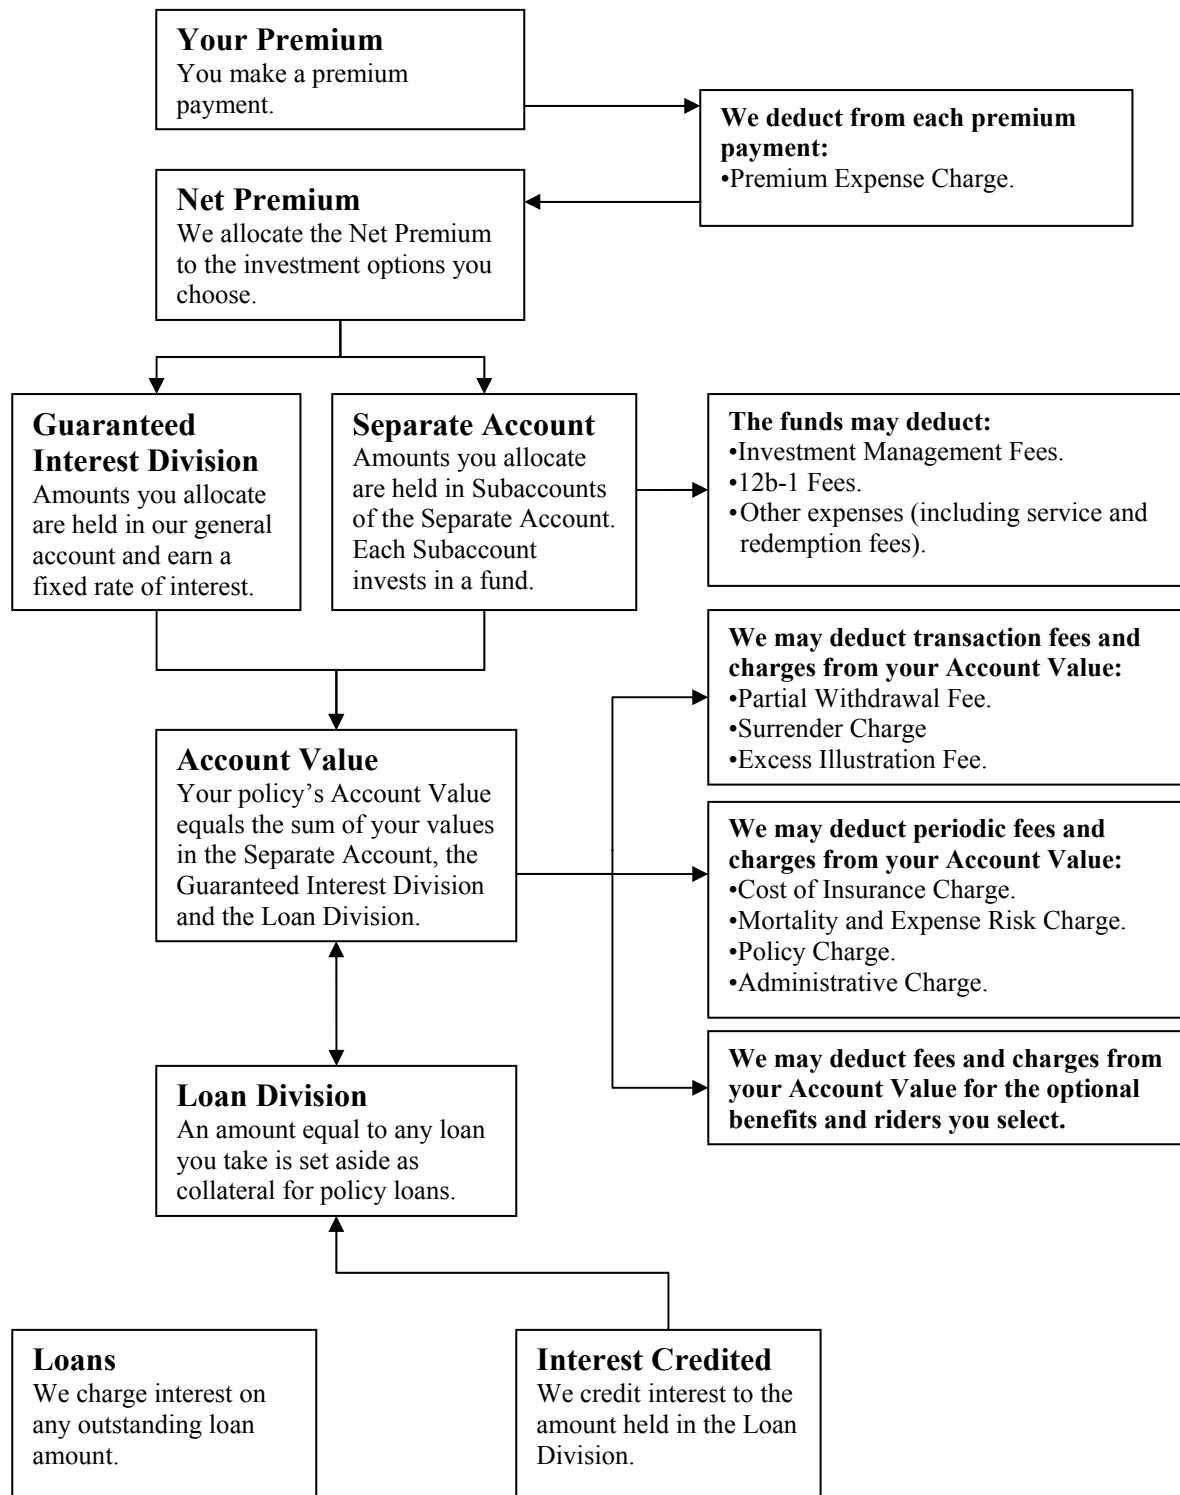 Your Premium
You make a premium
payment.
We deduct from each premium
payment:
•Premium Expense Charge.
Net Premium
We allocate the Net Premium
to the investment options you
choose.
Guaranteed
Interest Division
Amounts you allocate
are held in our general
account and earn a
fixed rate of interest.
Separate Account
Amounts you allocate
are held in Subaccounts
of the Separate Account.
Each Subaccount
invests in a fund.
The funds may deduct:
•Investment Management Fees.
•12b-1 Fees.
•Other expenses (including service and
redemption fees).
We may deduct transaction fees and
charges from your Account Value:
•Partial Withdrawal Fee.
•Surrender Charge
•Excess Illustration Fee.
Account Value
Your policy’s Account Value
equals the sum of your values
in the Separate Account, the
Guaranteed Interest Division
and the Loan Division.
We may deduct periodic fees and
charges from your Account Value:
•Cost of Insurance Charge.
•Mortality and Expense Risk Charge.
•Policy Charge.
•Administrative Charge.
We may deduct fees and charges from
your Account Value for the optional
benefits and riders you select.
Loan Division
An amount equal to any loan
you take is set aside as
collateral for policy loans.
Loans
We charge interest on
any outstanding loan
amount.
Interest Credited
We credit interest to the
amount held in the Loan
Division.